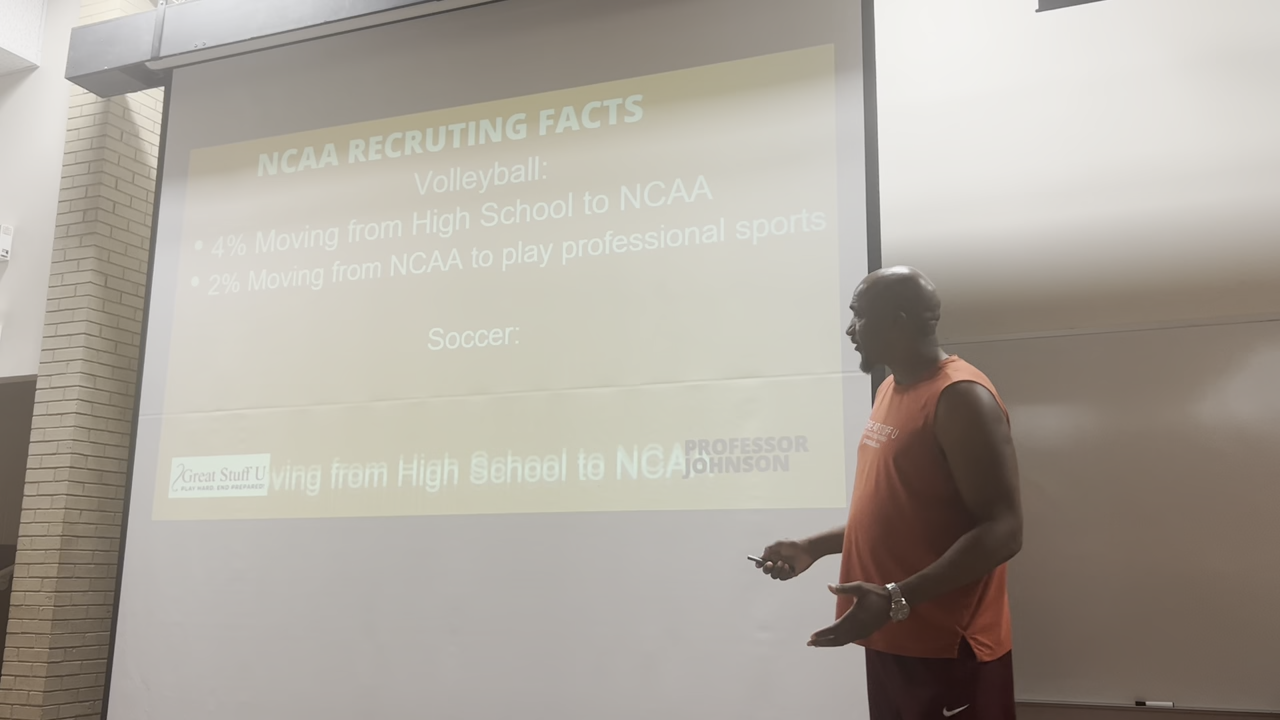 NCAA RECRUTING FACTS
Volleyball:
• 4% Moving from High School to NCAA
• 2% Moving from NCAA to play professional sports
Soccer:
ving from High School to NCA
Great Stuff U
PLAY HARD. END PREPARED!
PROFESSOR
JOHNSON